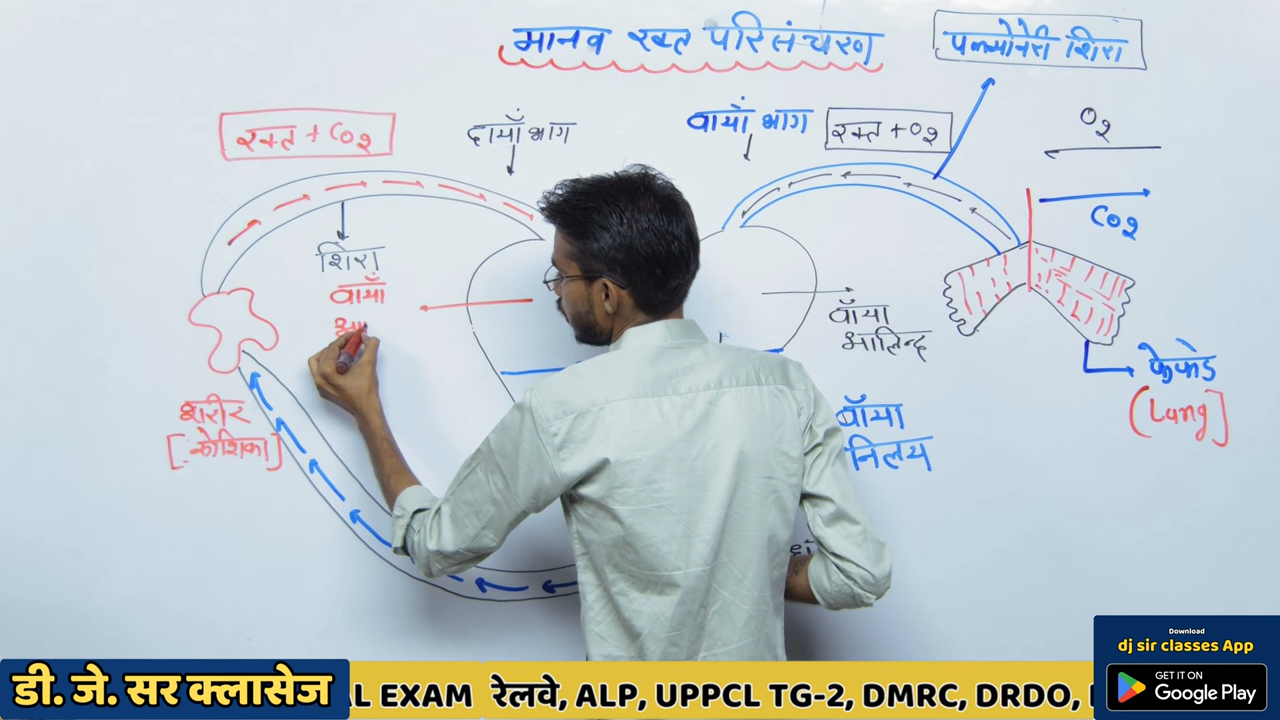 मानव रक्त परिसंचरण
पल्मोनेरी शिरा
रक्त + CO2
दायाँ भाग
बायां भाग
रक्त + O2
O2
CO2
शिरा
बायाँ
बाँया
आलिन्द
बाँया
निलय
फेफडे
(Lung]
शरीर
[कोशिका]
डी. जे. सर क्लासेज
L EXAM रेलवे, ALP, UPPCL TG-2, DMRC, DRDO,
Download
dj sir classes App
GET IT ON
Google Play